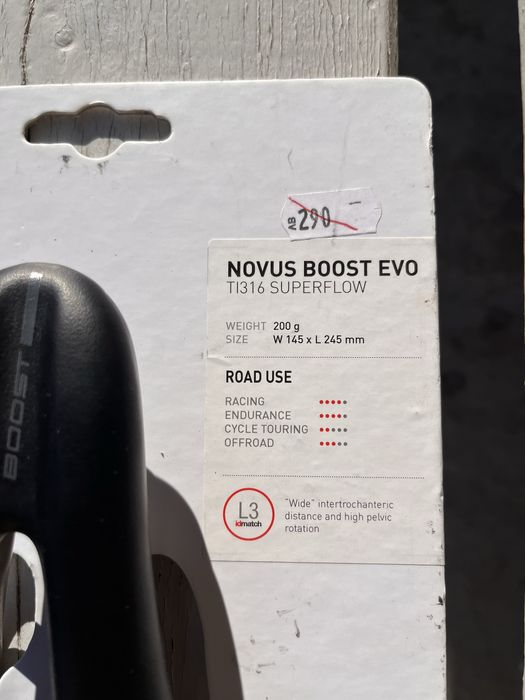 AB
290 –
NOVUS BOOST EVO
TI316 SUPERFLOW
WEIGHT 200 g
SIZE W 145 x L 245 mm
ROAD USE
RACING
ENDURANCE
CYCLE TOURING
OFFROAD
L3
idmatch
"Wide" intertrochanteric
distance and high pelvic
rotation
BOOST